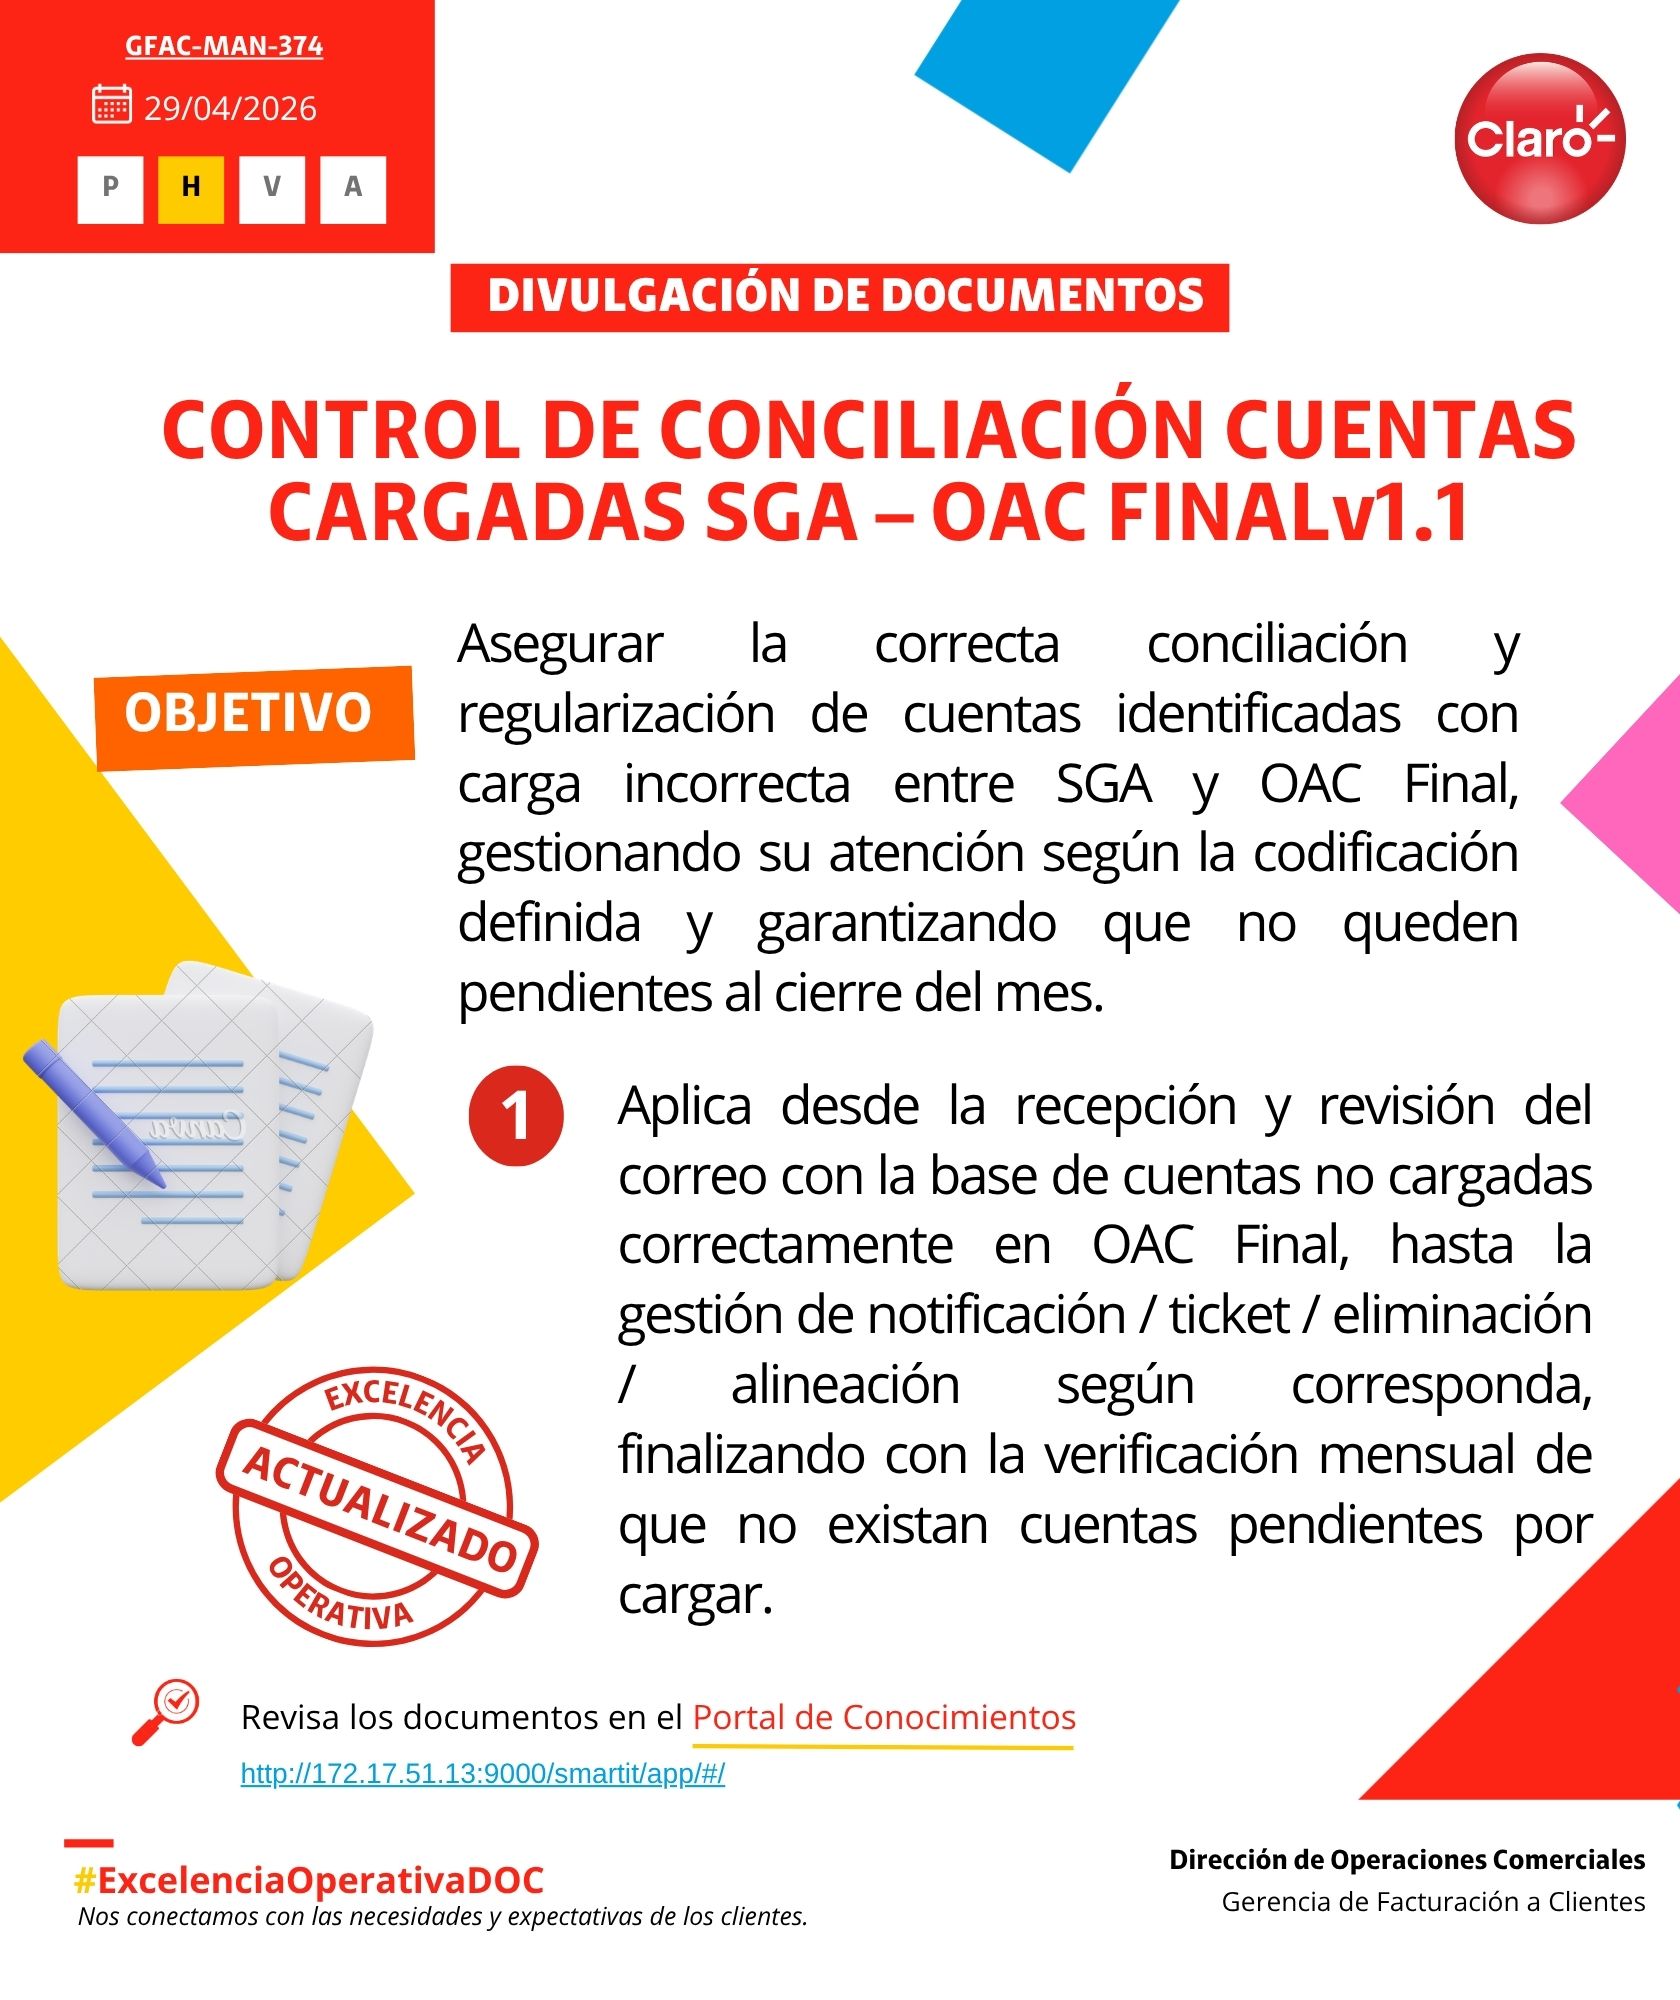 GFAC-MAN-374
29/04/2026
P H V A
Claro
DIVULGACIÓN DE DOCUMENTOS
CONTROL DE CONCILIACIÓN CUENTAS
CARGADAS SGA – OAC FINALv1.1
OBJETIVO
Asegurar la correcta conciliación y
regularización de cuentas identificadas con
carga incorrecta entre SGA y OAC Final,
gestionando su atención según la codificación
definida y garantizando que no queden
pendientes al cierre del mes.
Canva
1
Aplica desde la recepción y revisión del
correo con la base de cuentas no cargadas
correctamente en OAC Final, hasta la
gestión de notificación / ticket / eliminación
/ alineación según corresponda,
finalizando con la verificación mensual de
que no existan cuentas pendientes por
cargar.
EXCELENCIA
ACTUALIZADO
OPERATIVA
Revisa los documentos en el Portal de Conocimientos
http://172.17.51.13:9000/smartit/app/#/
#ExcelenciaOperativaDOC
Nos conectamos con las necesidades y expectativas de los clientes.
Dirección de Operaciones Comerciales
Gerencia de Facturación a Clientes